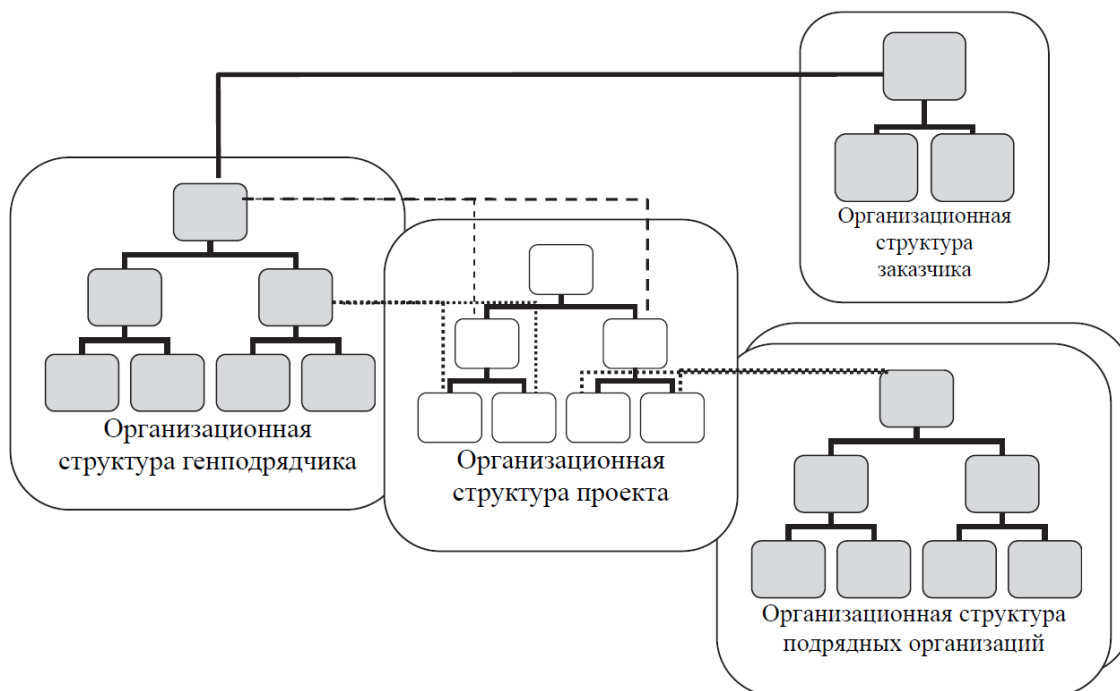 Организационная
структура
заказчика
Организационная
структура генподрядчика
Организационная
структура проекта
Организационная структура
подрядных организаций